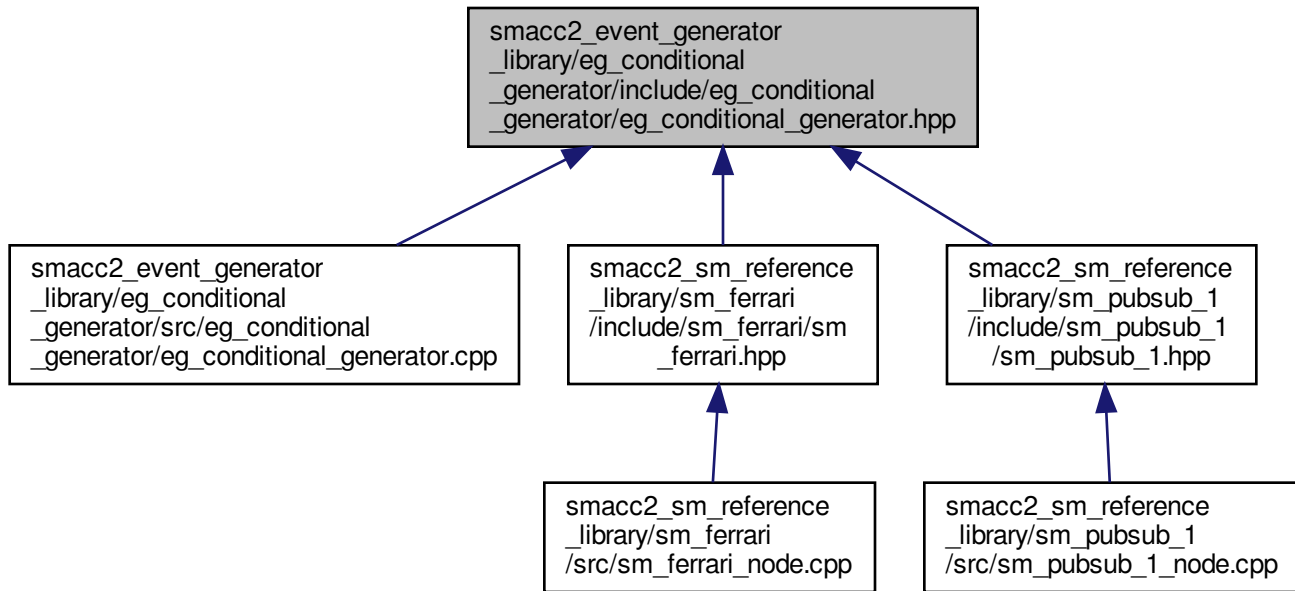 smacc2_event_generator
_library/eg_conditional
_generator/include/eg_conditional
_generator/eg_conditional_generator.hpp
smacc2_event_generator
_library/eg_conditional
_generator/src/eg_conditional
_generator/eg_conditional_generator.cpp
smacc2_sm_reference
_library/sm_ferrari
/include/sm_ferrari/sm
_ferrari.hpp
smacc2_sm_reference
_library/sm_pubsub_1
/include/sm_pubsub_1
/sm_pubsub_1.hpp
smacc2_sm_reference
_library/sm_ferrari
/src/sm_ferrari_node.cpp
smacc2_sm_reference
_library/sm_pubsub_1
/src/sm_pubsub_1_node.cpp